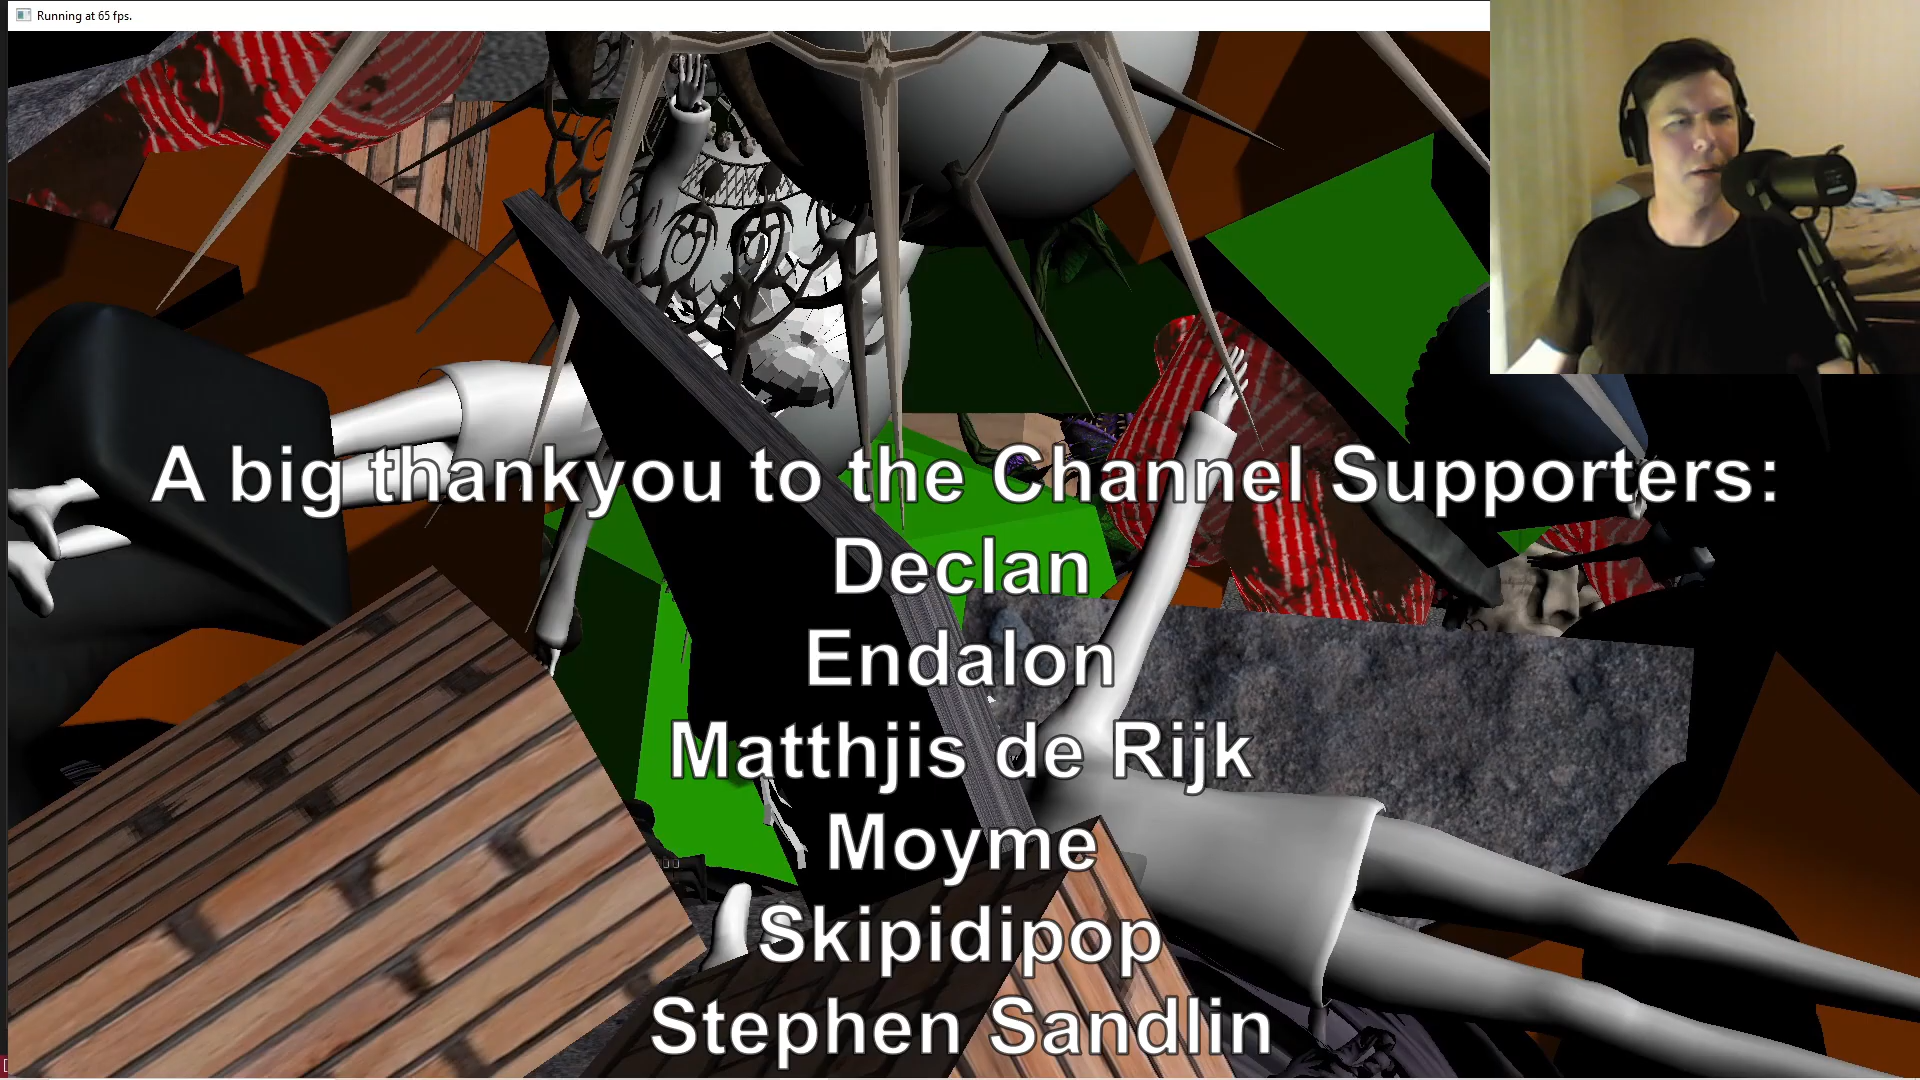 Running at 65 fps.
A big thankyou to the Channel Supporters:
Declan
Endalon
Matthjis de Rijk
Moyme
Skipidipop
Stephen Sandlin